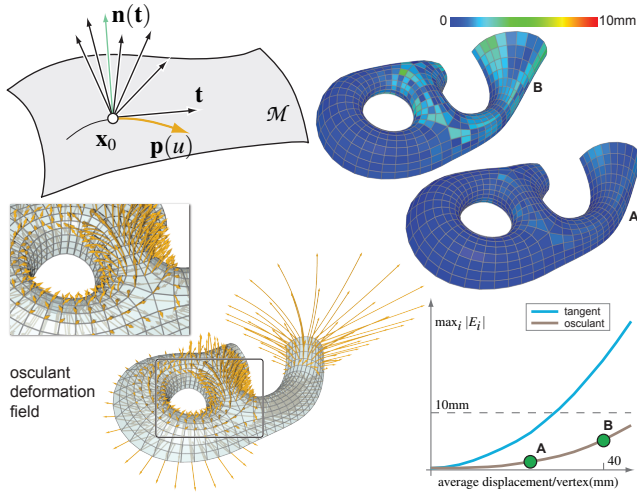 n(t)
t
x₀
p(u)
ℳ
0
10mm
B
A
osculant
deformation
field
maxᵢ |Eᵢ|
tangent
osculant
10mm
A
B
40
average displacement/vertex(mm)